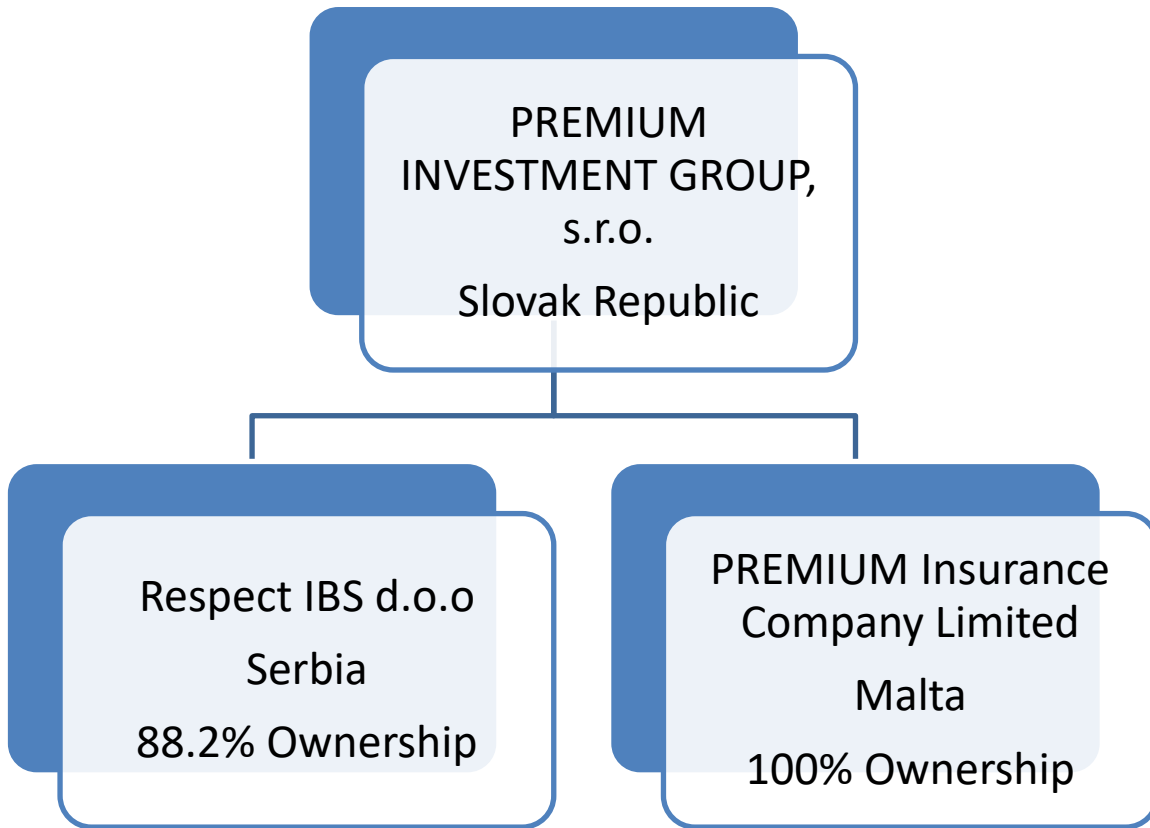 PREMIUM
INVESTMENT GROUP,
s.r.o.
Slovak Republic
Respect IBS d.o.o
Serbia
88.2% Ownership
PREMIUM Insurance
Company Limited
Malta
100% Ownership